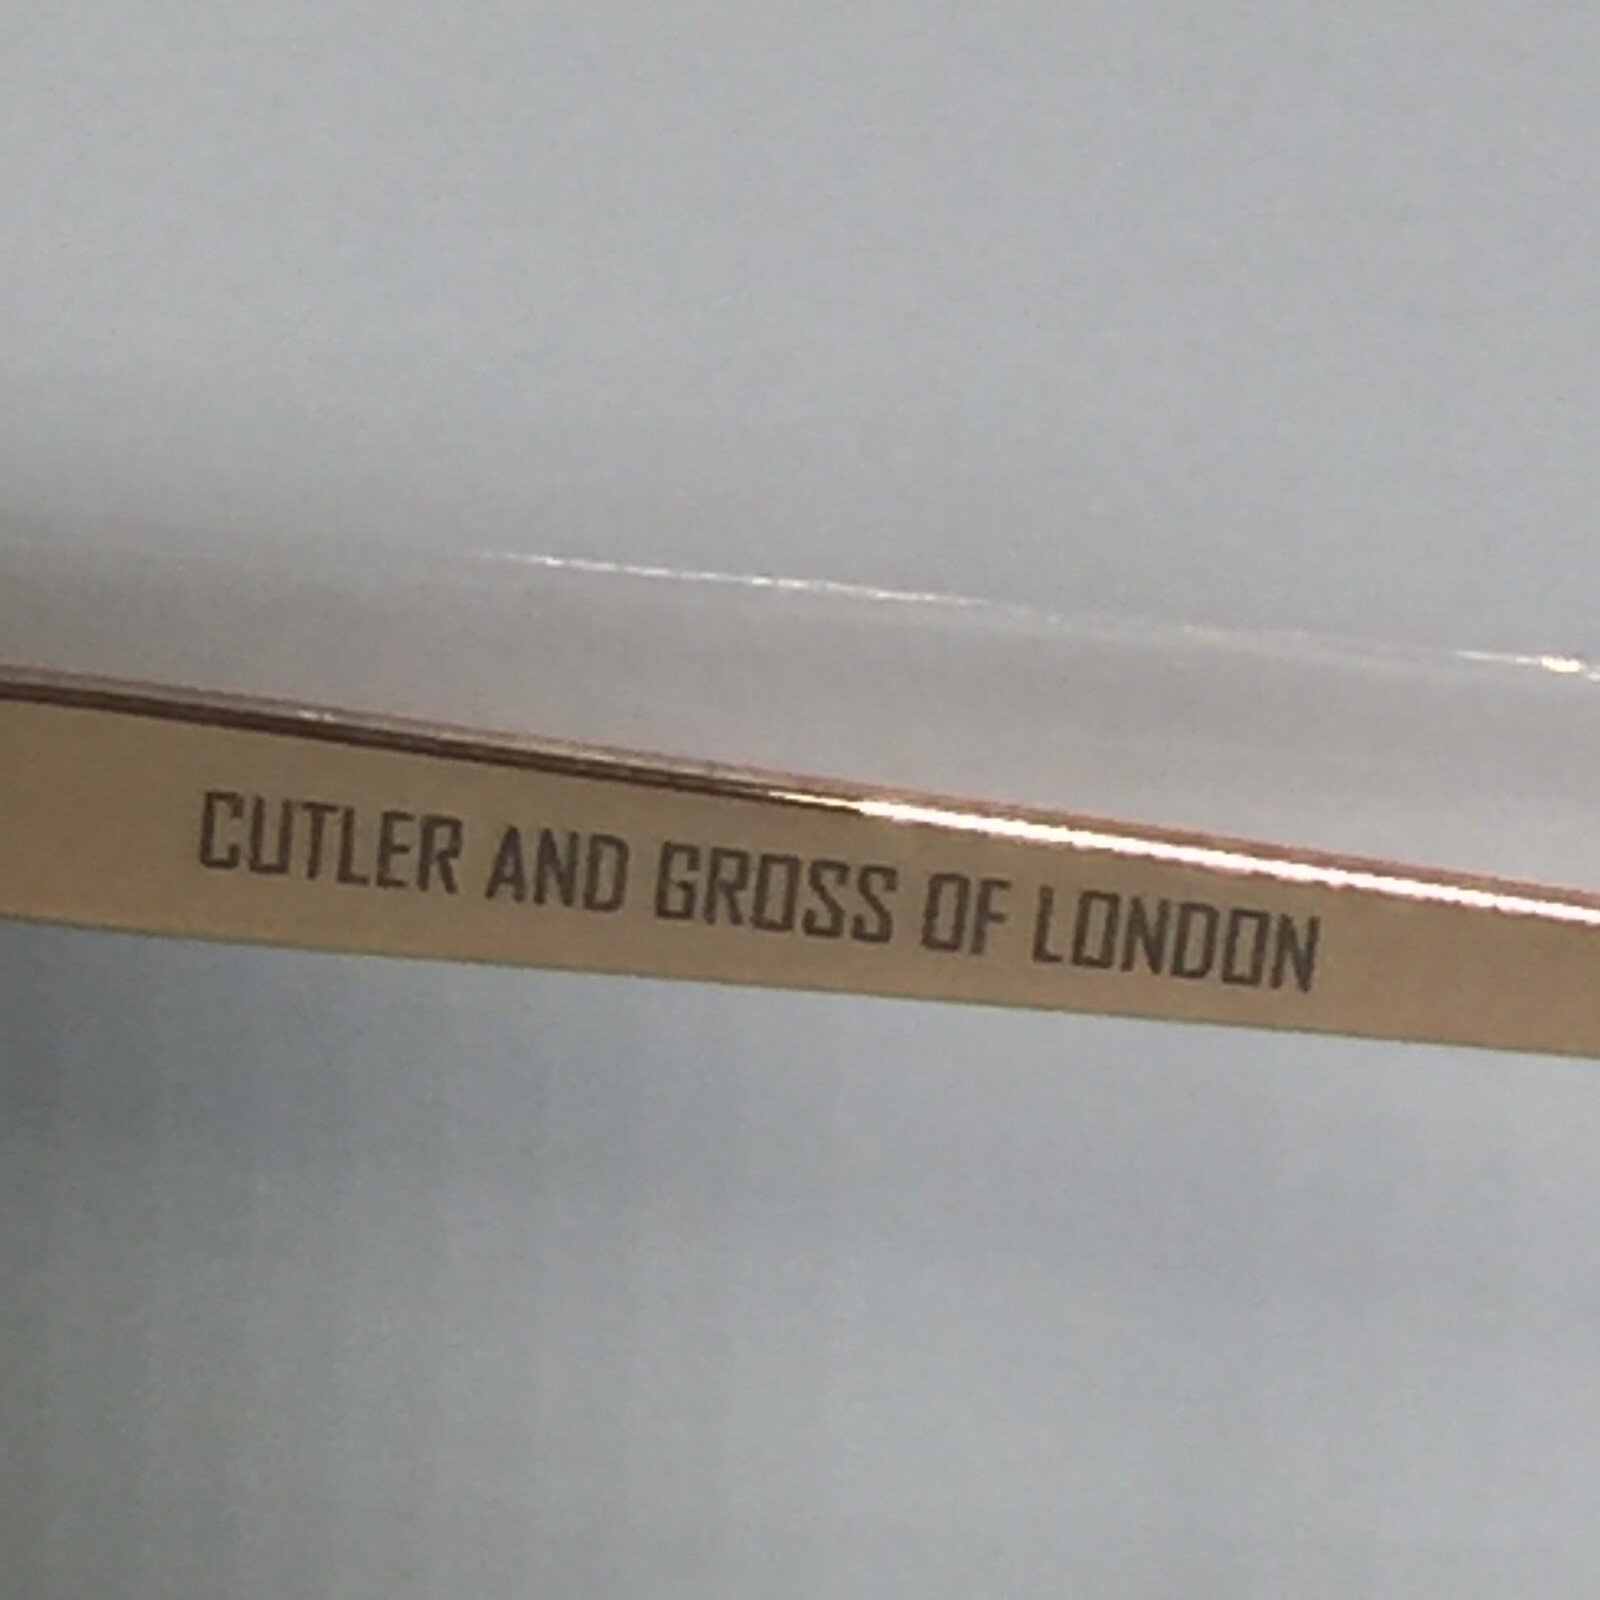 CUTLER AND GROSS OF LONDON